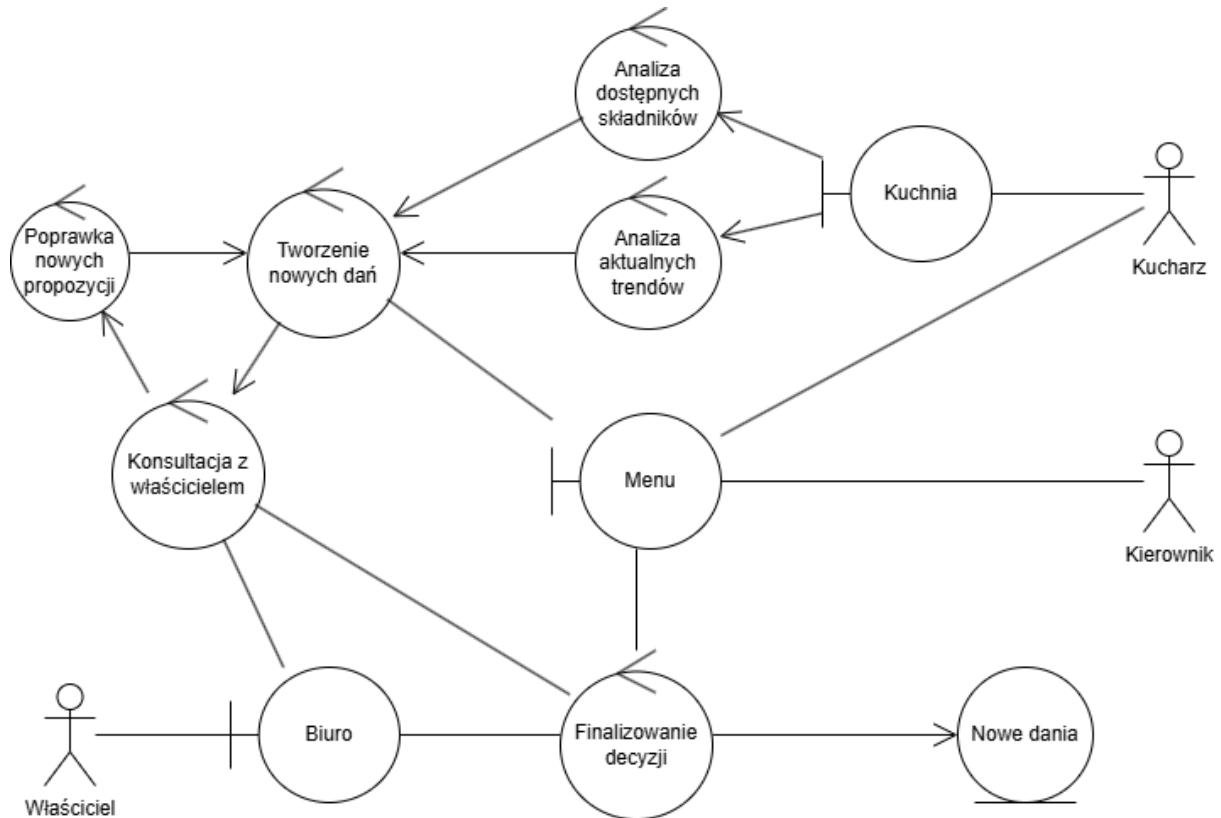 Analiza
dostępnych
składników
Kuchnia
Kucharz
Poprawka
nowych
propozycji
Tworzenie
nowych dań
Analiza
aktualnych
trendów
Konsultacja z
właścicielem
Menu
Kierownik
Właściciel
Biuro
Finalizowanie
decyzji
Nowe dania